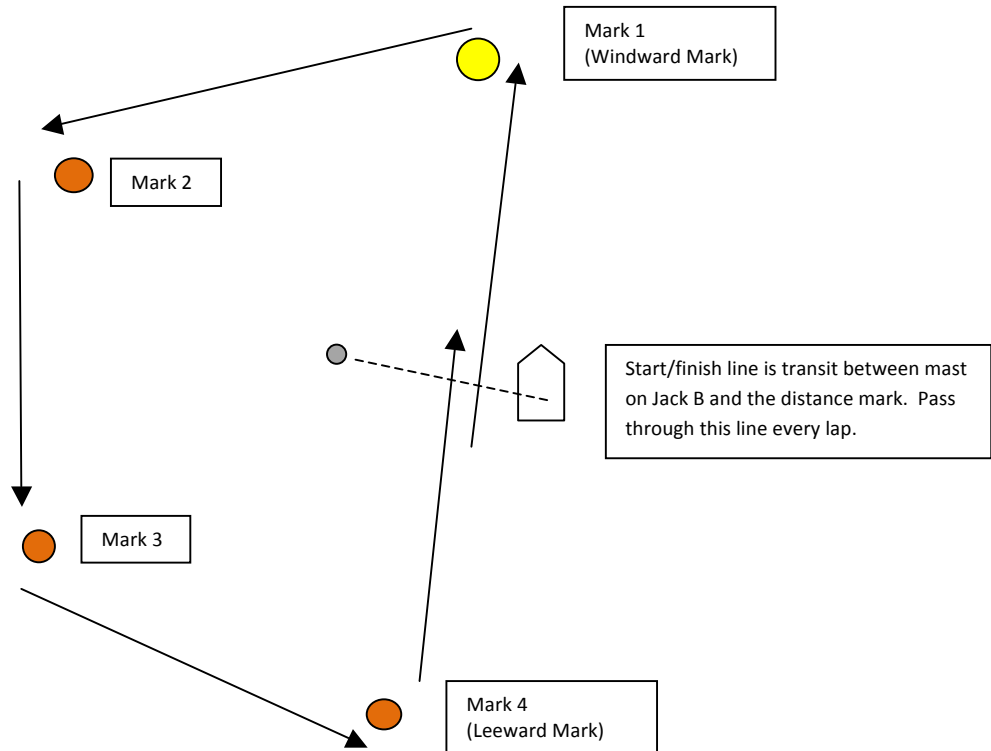 Mark 1
(Windward Mark)
Mark 2
Start/finish line is transit between mast
on Jack B and the distance mark.  Pass
through this line every lap.
Mark 3
Mark 4
(Leeward Mark)